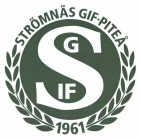 STRÖMNÄS GIF-PITEÅ
G
S
IF
1961